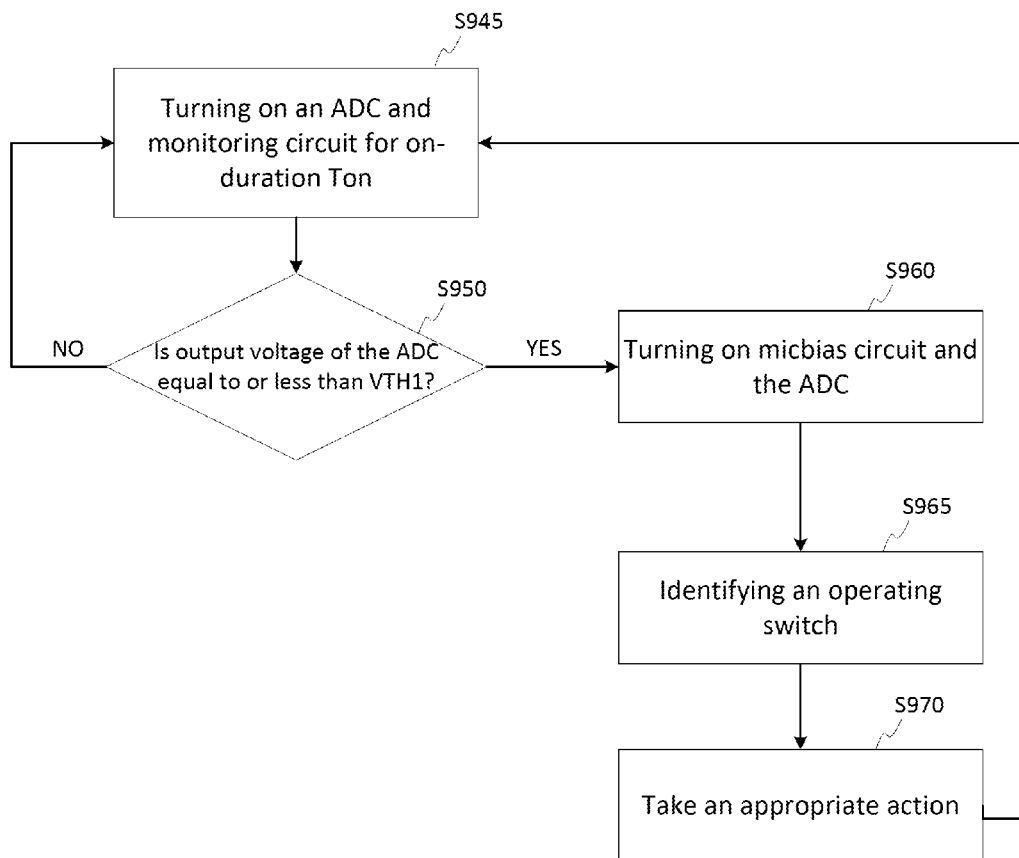 S945
Turning on an ADC and
monitoring circuit for on-
duration Ton
S950
Is output voltage of the ADC
equal to or less than VTH1?
NO
YES
S960
Turning on micbias circuit and
the ADC
S965
Identifying an operating
switch
S970
Take an appropriate action